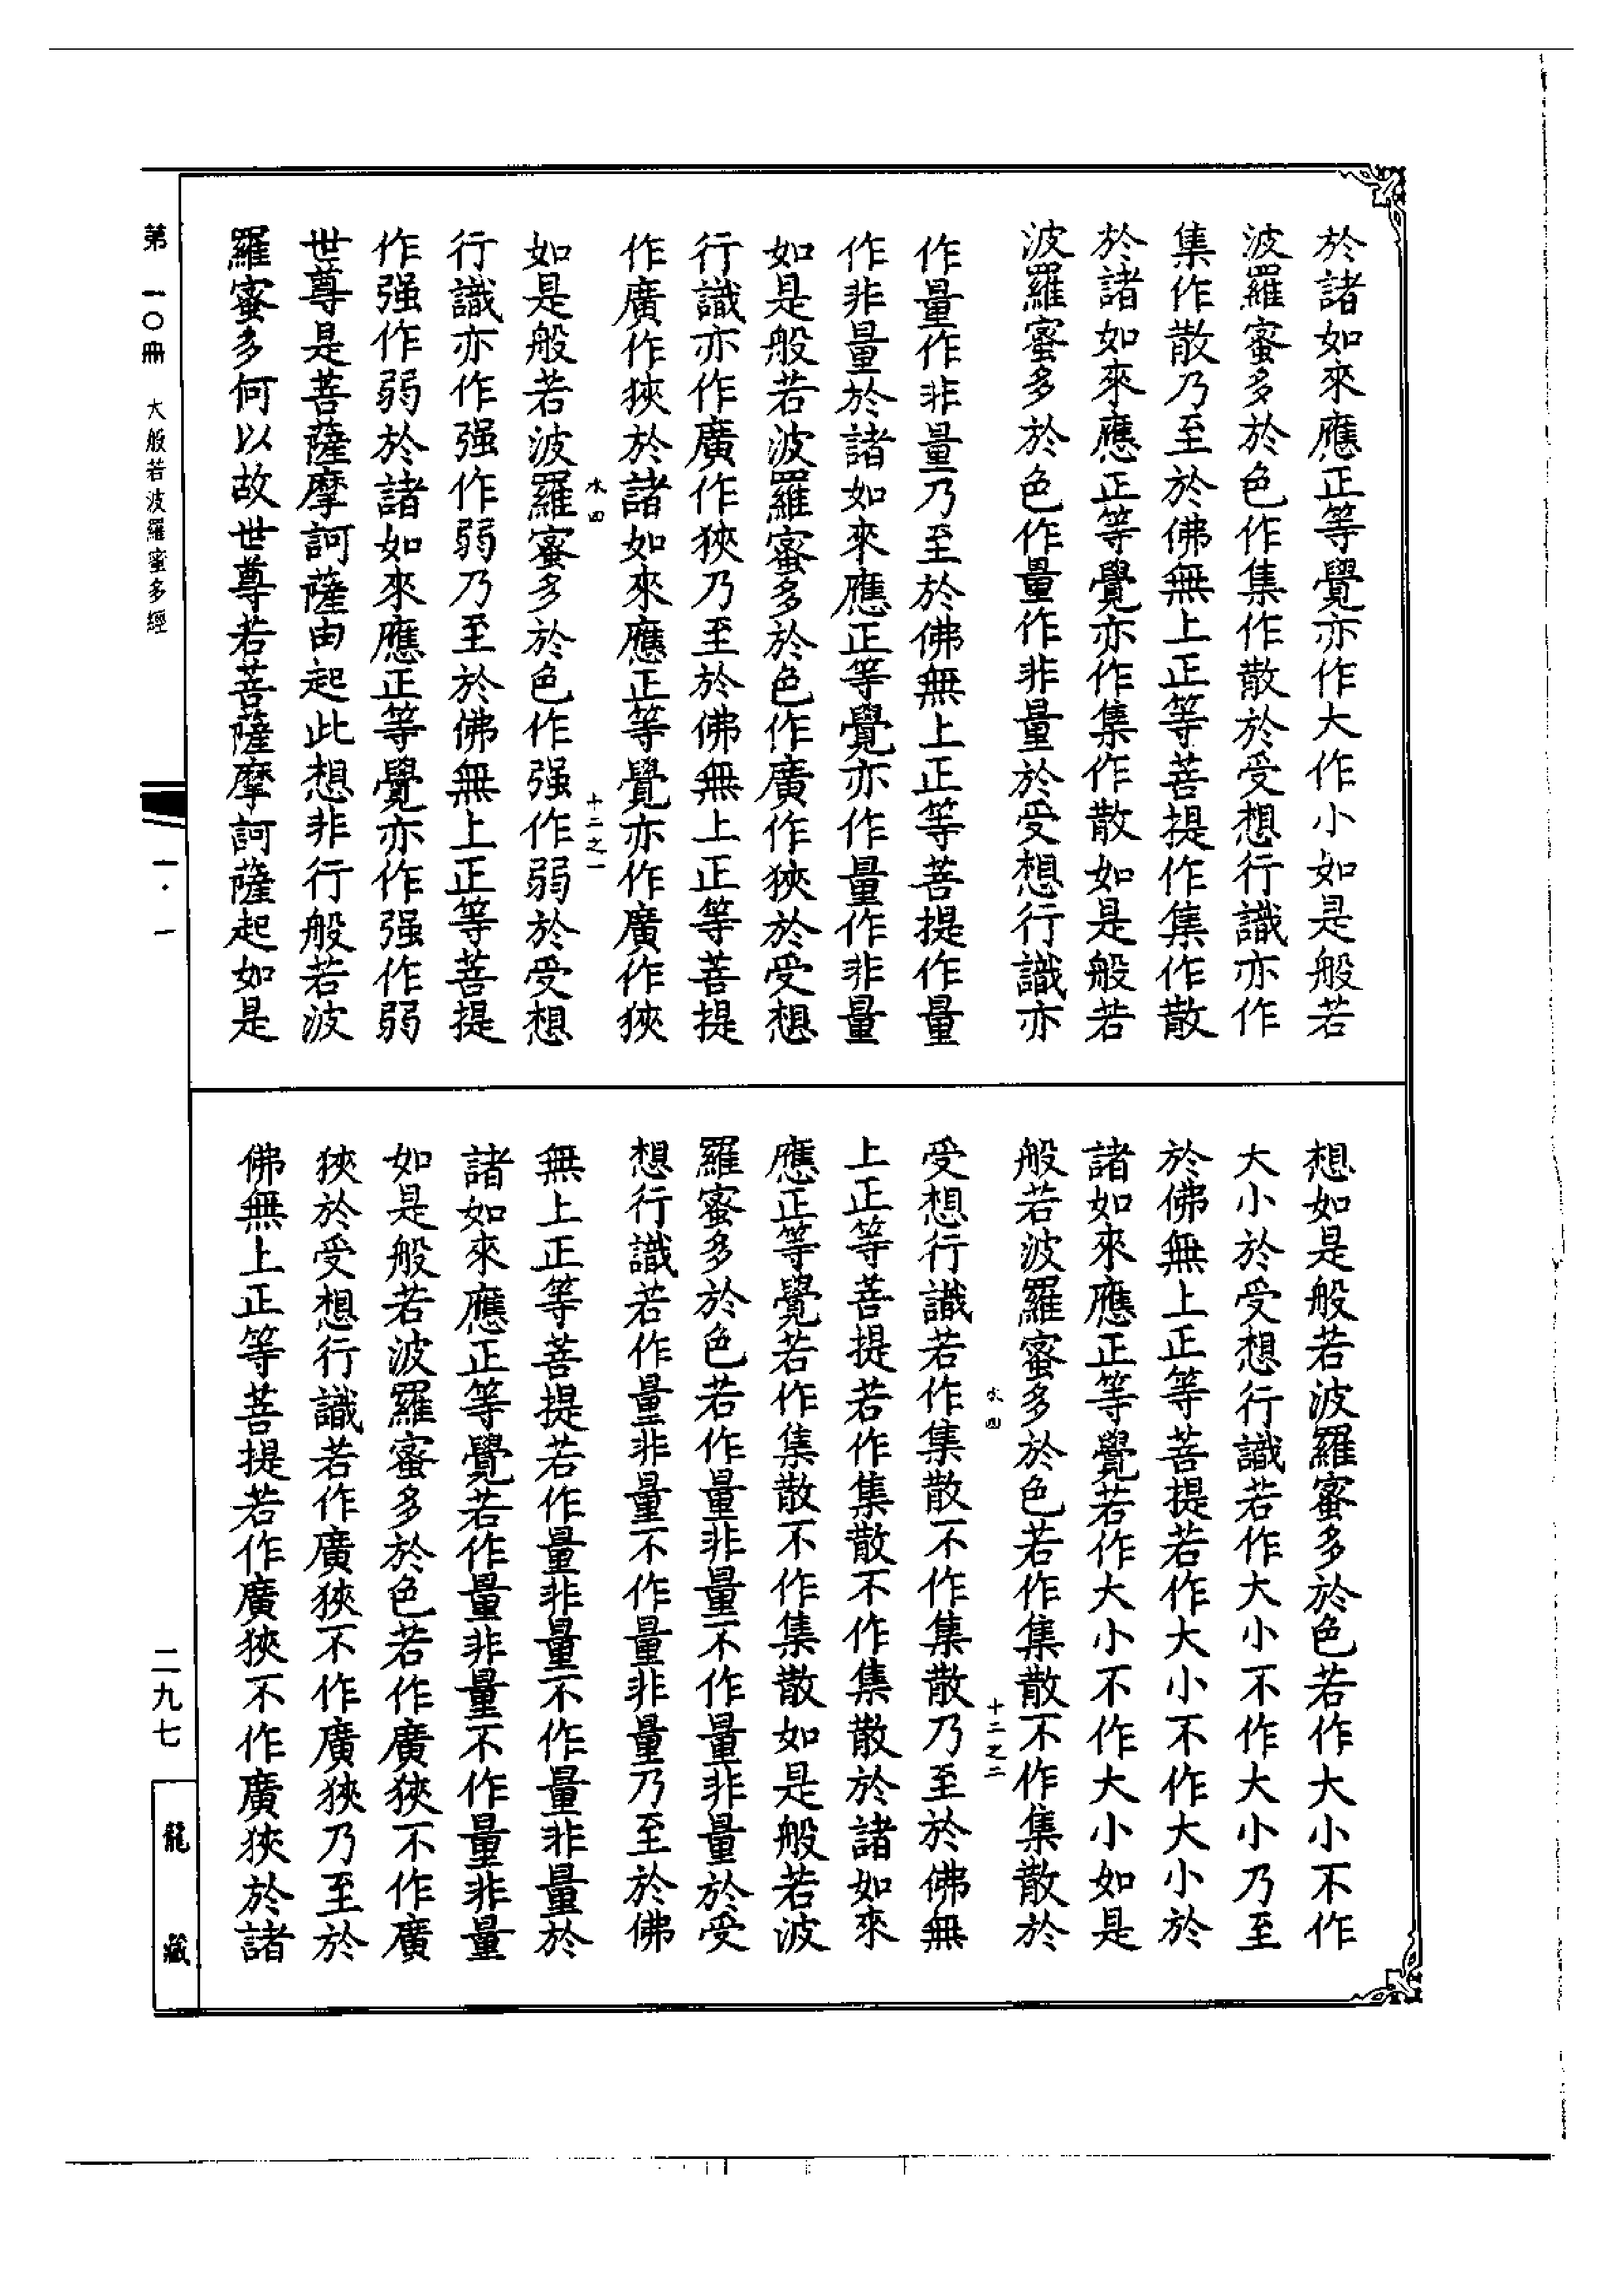 於諸如來應正等覺亦作大作小如是般若
波羅蜜多於色作集作散於受想行識亦作
集作散乃至於佛無上正等菩提作集作散
於諸如來應正等覺亦作集作散如是般若
波羅蜜多於色作量作非量於受想行識亦
作量作非量乃至於佛無上正等菩提作量
作非量於諸如來應正等覺亦作量作非量
如是般若波羅蜜多於色作廣作狹於受想
行識亦作廣作狹乃至於佛無上正等菩提
作廣作狹於諸如來應正等覺亦作廣作狹
水四 十二之一
如是般若波羅蜜多於色作强作弱於受想
行識亦作强作弱乃至於佛無上正等菩提
作强作弱於諸如來應正等覺亦作强作弱
世尊是菩薩摩訶薩由起此想非行般若波
羅蜜多何以故世尊若菩薩摩訶薩起如是
想如是般若波羅蜜多於色若作大小不作
大小於受想行識若作大小不作大小乃至
於佛無上正等菩提若作大小不作大小於
諸如來應正等覺若作大小不作大小如是
般若波羅蜜多於色若作集散不作集散於
水四 十二之二
受想行識若作集散不作集散乃至於佛無
上正等菩提若作集散不作集散於諸如來
應正等覺若作集散不作集散如是般若波
羅蜜多於色若作量非量不作量非量於受
想行識若作量非量不作量非量乃至於佛
無上正等菩提若作量非量不作量非量於
諸如來應正等覺若作量非量不作量非量
如是般若波羅蜜多於色若作廣狹不作廣
狹於受想行識若作廣狹不作廣狹乃至於
佛無上正等菩提若作廣狹不作廣狹於諸
第一〇冊 大般若波羅蜜多經
一·一
二九七
龍藏